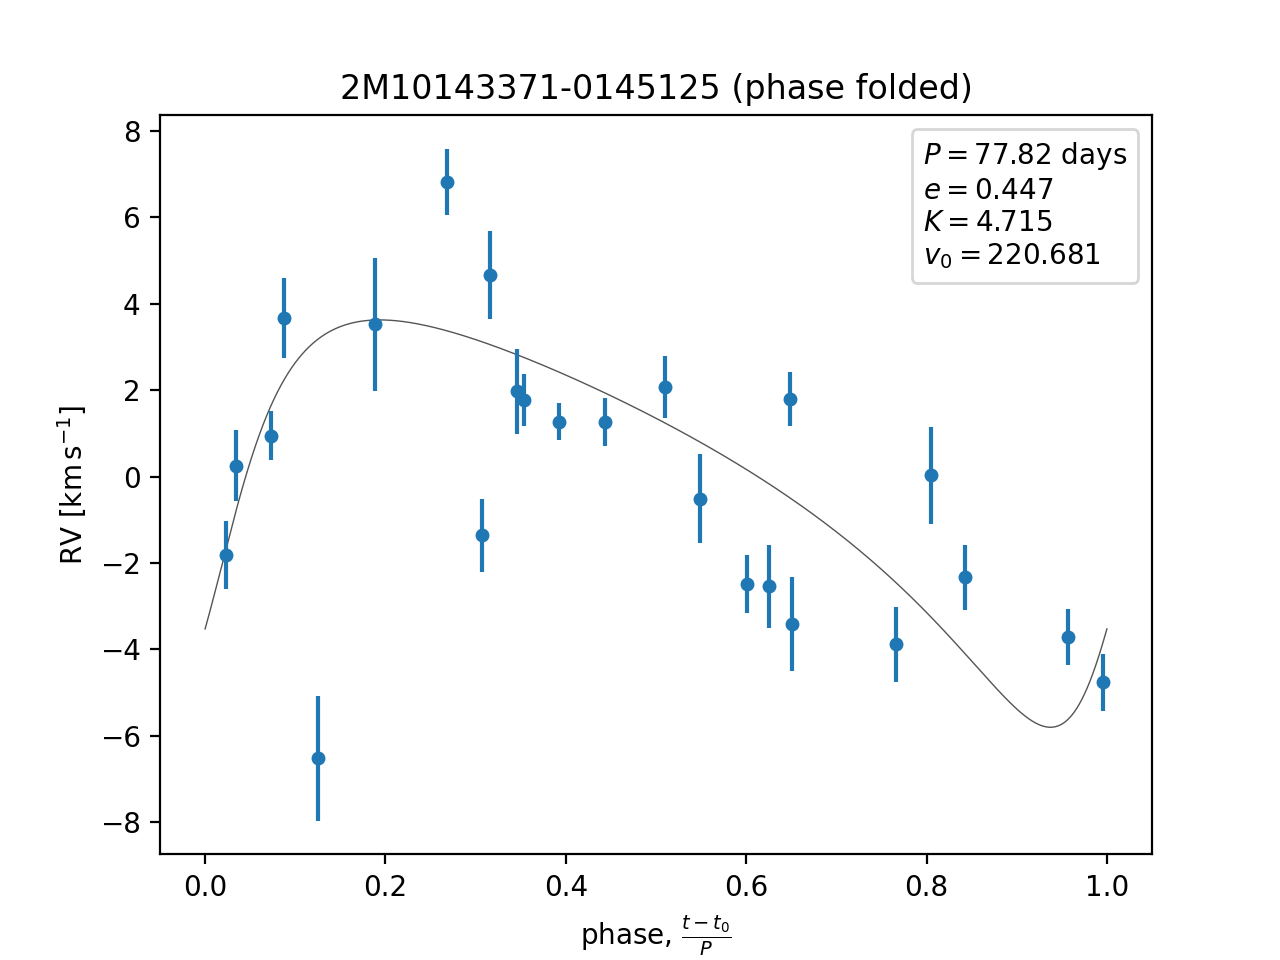 2M10143371-0145125 (phase folded)
P = 77.82 days
e = 0.447
K = 4.715
v₀ = 220.681
8
6
4
2
0
−2
−4
−6
−8
RV [km s⁻¹]
0.0 0.2 0.4 0.6 0.8 1.0
phase, (t − t₀)/P